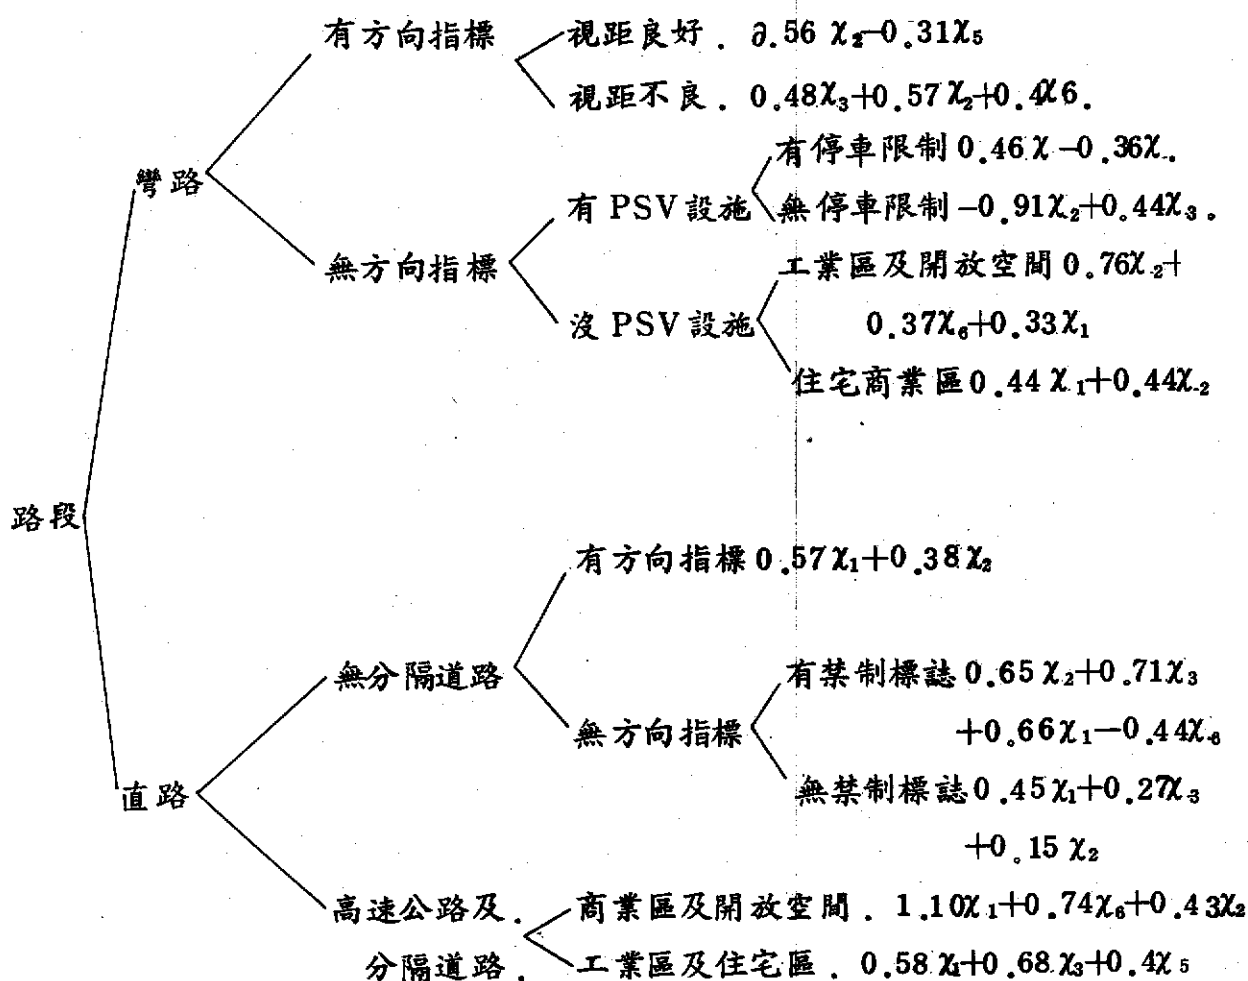 有方向指標
視距良好. 0.56χ₂-0.31χ₅
視距不良. 0.48χ₃+0.57χ₂+0.4χ6.
彎路
有停車限制 0.46χ-0.36χ.
有 PSV 設施
無停車限制 -0.91χ₂+0.44χ₃.
無方向指標
工業區及開放空間 0.76χ₂+
0.37χ₆+0.33χ₁
沒 PSV 設施
住宅商業區 0.44χ₁+0.44χ₂
路段
有方向指標 0.57χ₁+0.38χ₂
無分隔道路
有禁制標誌 0.65χ₂+0.71χ₃
+0.66χ₁-0.44χ₆
無方向指標
無禁制標誌 0.45χ₁+0.27χ₃
+0.15χ₂
直路
高速公路及.
分隔道路.
商業區及開放空間. 1.10χ₁+0.74χ₆+0.43χ₂
工業區及住宅區. 0.58χ₁+0.68χ₃+0.4χ₅